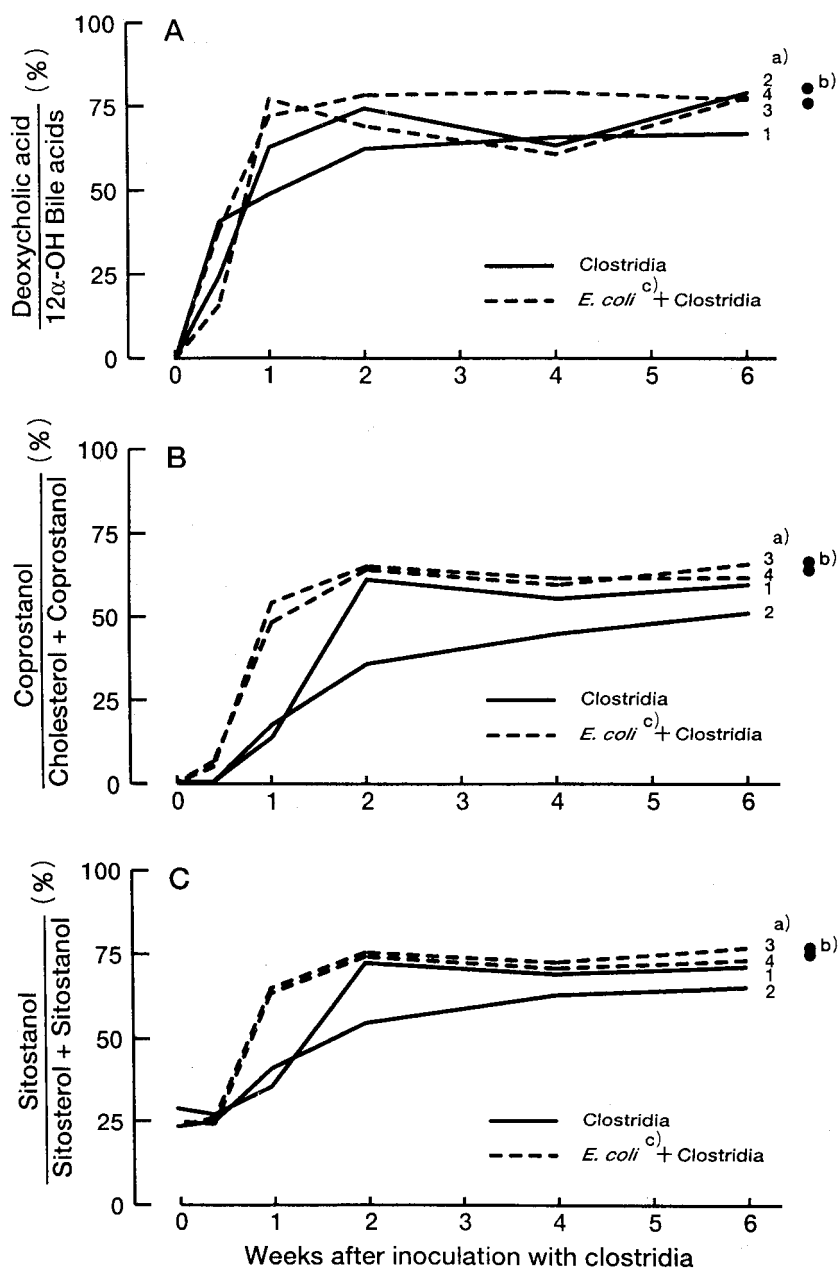 A
100
75
50
25
0
Deoxycholic acid
12α-OH Bile acids
(%)
a)
2
4
3
1
b)
Clostridia
E. coli c)+ Clostridia
0 1 2 3 4 5 6
B
100
75
50
25
0
Coprostanol
Cholesterol + Coprostanol
(%)
a)
3
4
1
2
b)
Clostridia
E. coli c)+ Clostridia
0 1 2 3 4 5 6
C
100
75
50
25
0
Sitostanol
Sitosterol + Sitostanol
(%)
a)
3
4
1
2
b)
Clostridia
E. coli c)+ Clostridia
0 1 2 3 4 5 6
Weeks after inoculation with clostridia